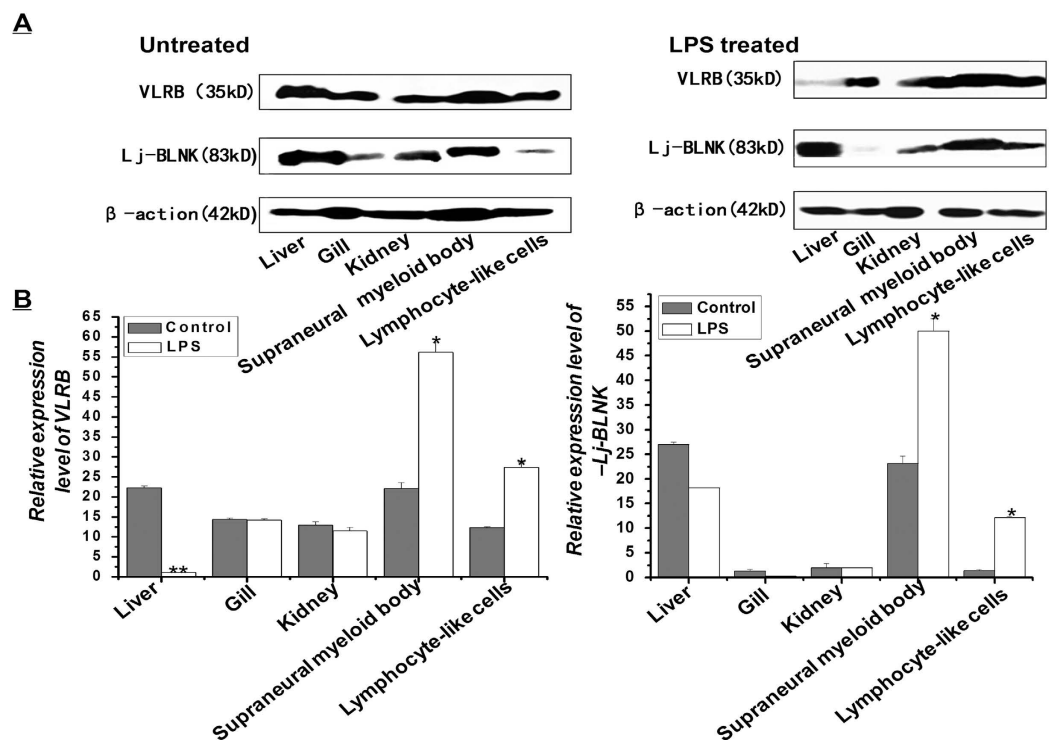 A
Untreated
LPS treated
VLRB (35kD)
Lj-BLNK(83kD)
β-action(42kD)
VLRB(35kD)
Lj-BLNK(83kD)
β-action(42kD)
Liver
Gill
Kidney
Supraneural myeloid body
Lymphocyte-like cells
Liver
Gill
Kidney
Supraneural myeloid body
Lymphocyte-like cells
B
Relative expression
level of VLRB
65
60
55
50
45
40
35
30
25
20
15
10
5
0
Control
LPS
**
*
*
Liver
Gill
Kidney
Supraneural myeloid body
Lymphocyte-like cells
Relative expression level of
–Lj-BLNK
55
50
45
40
35
30
25
20
15
10
5
0
Control
LPS
*
*
Liver
Gill
Kidney
Supraneural myeloid body
Lymphocyte-like cells